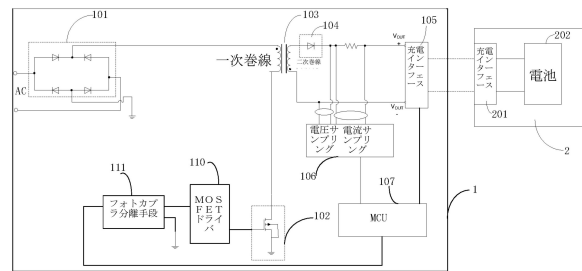 101
103
104
105
202
V_OUT
+
一次巻線
二次巻線
AC
充電インターフェース
充電インターフェース
電池
201
V_OUT
-
2
電圧サンプリング
電流サンプリング
106
111
110
107
フォトカプラ分離手段
MOSFETドライバ
MCU
102
1